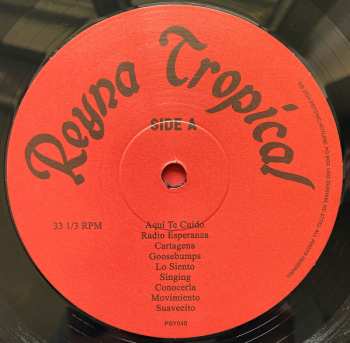 Reyna Tropical
SIDE A
33 1/3 RPM
Aquí Te Cuido
Radio Esperanza
Cartagena
Goosebumps
Lo Siento
Singing
Conocerla
Movimiento
Suavecito
PSY040